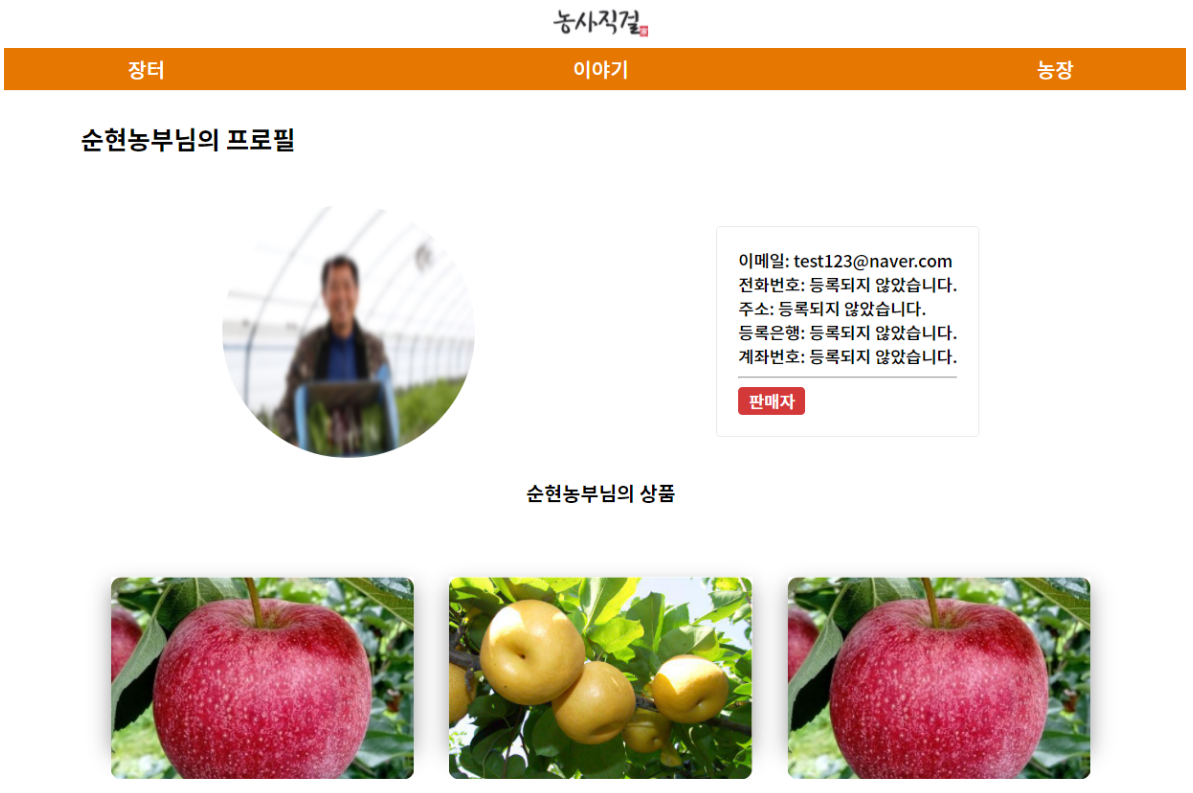 농사직걸
장터 이야기 농장
순현농부님의 프로필
이메일: test123@naver.com
전화번호: 등록되지 않았습니다.
주소: 등록되지 않았습니다.
등록은행: 등록되지 않았습니다.
계좌번호: 등록되지 않았습니다.
판매자
순현농부님의 상품